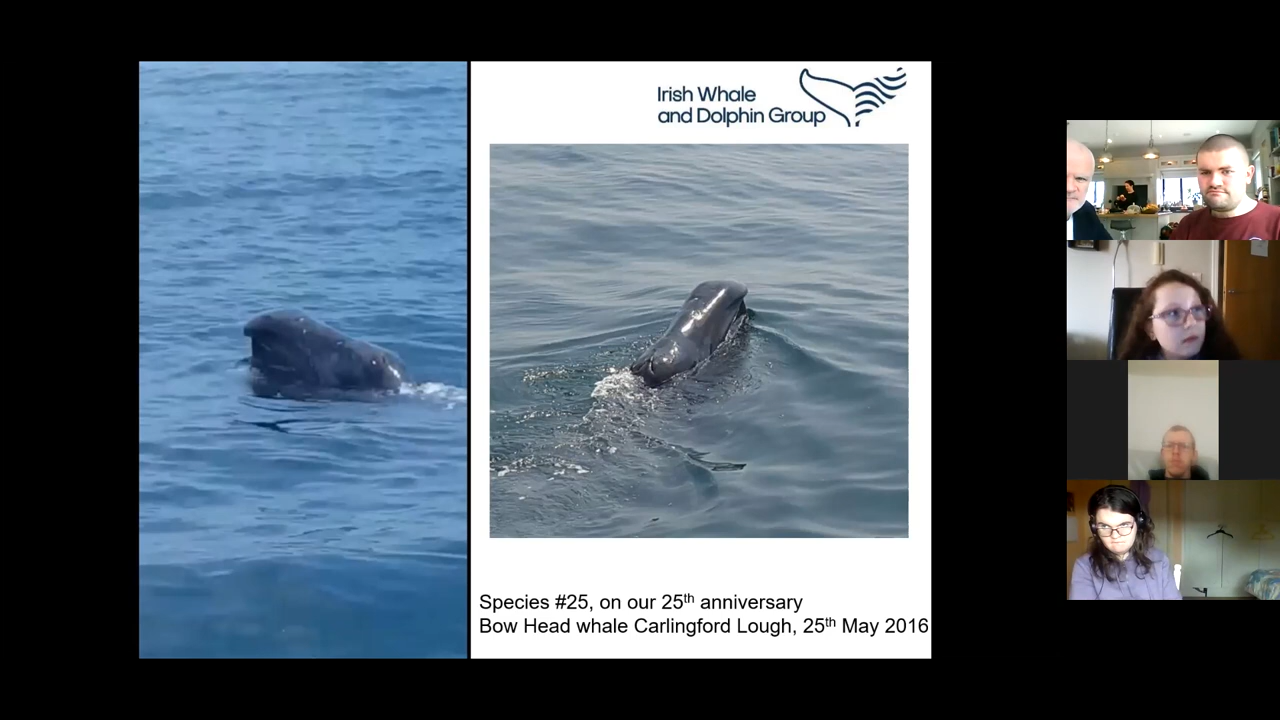 Irish Whale
and Dolphin Group
Species #25, on our 25th anniversary
Bow Head whale Carlingford Lough, 25th May 2016